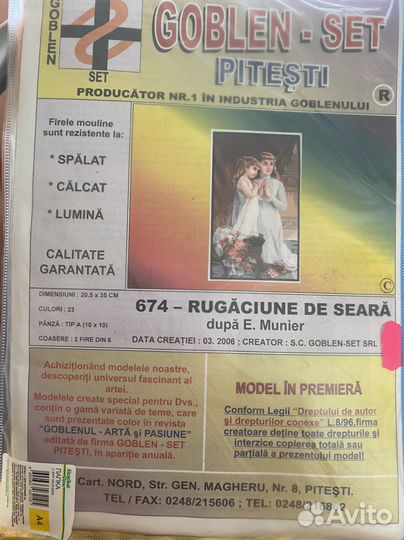 GOBLEN
SET
GOBLEN - SET
PITEŞTI
PRODUCĂTOR NR.1 ÎN INDUSTRIA GOBLENULUI
R
Firele mouline
sunt rezistente la:
* SPĂLAT
* CĂLCAT
* LUMINĂ
CALITATE
GARANTATĂ
C
DIMENSIUNI : 20,5 x 35 CM
CULORI : 23
PÂNZĂ : TIP A (10 x 10)
COASERE : 2 FIRE DIN 6
674 – RUGĂCIUNE DE SEARĂ
după E. Munier
DATA CREAŢIEI : 03. 2006 ; CREATOR : S.C. GOBLEN-SET SRL
Achiziţionând modelele noastre,
descoperiţi universul fascinant al
artei.
Modelele create special pentru Dvs.,
conţin o gamă variată de teme, care
sunt prezentate color în revista
"GOBLENUL - ARTĂ şi PASIUNE"
editată de firma GOBLEN - SET
PITEŞTI, în apariţie anuală.
MODEL ÎN PREMIERĂ
Conform Legii "Dreptului de autor
şi drepturilor conexe" L.8/96,firma
creatoare deţine toate drepturile şi
interzice copierea totală sau
parţială a prezentului model!
Cart. NORD, Str. GEN. MAGHERU, Nr. 8, PITEŞTI.
TEL / FAX: 0248/215606 ; TEL: 0248/2168 2
ПАПКА
A4
Avito